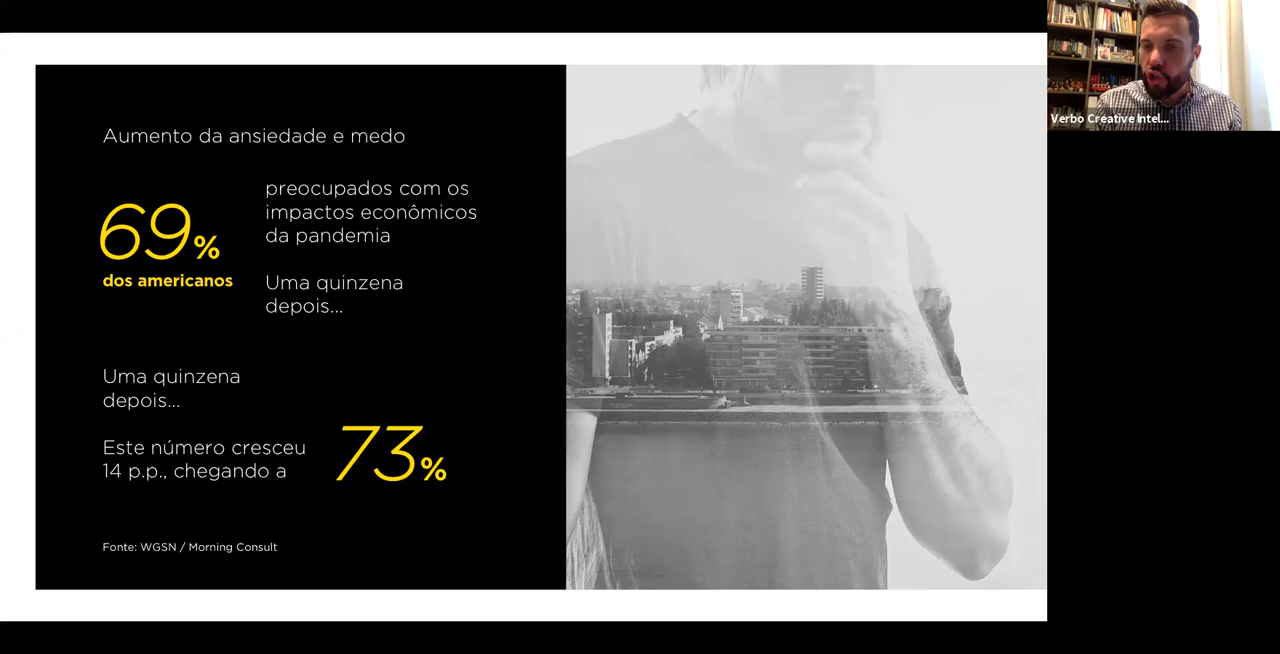 Aumento da ansiedade e medo
69%
dos americanos
preocupados com os
impactos econômicos
da pandemia
Uma quinzena
depois...
Uma quinzena
depois...
Este número cresceu
14 p.p., chegando a
73%
Fonte: WGSN / Morning Consult
Verbo Creative Intel...